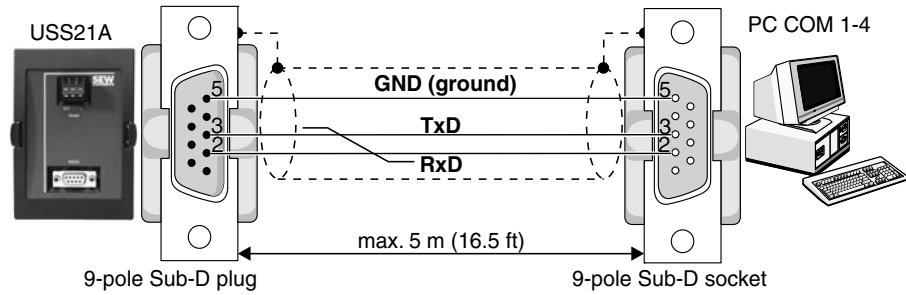 USS21A
PC COM 1-4
SEW
5
GND (ground)
5
3
TxD
3
2
RxD
2
max. 5 m (16.5 ft)
9-pole Sub-D plug
9-pole Sub-D socket